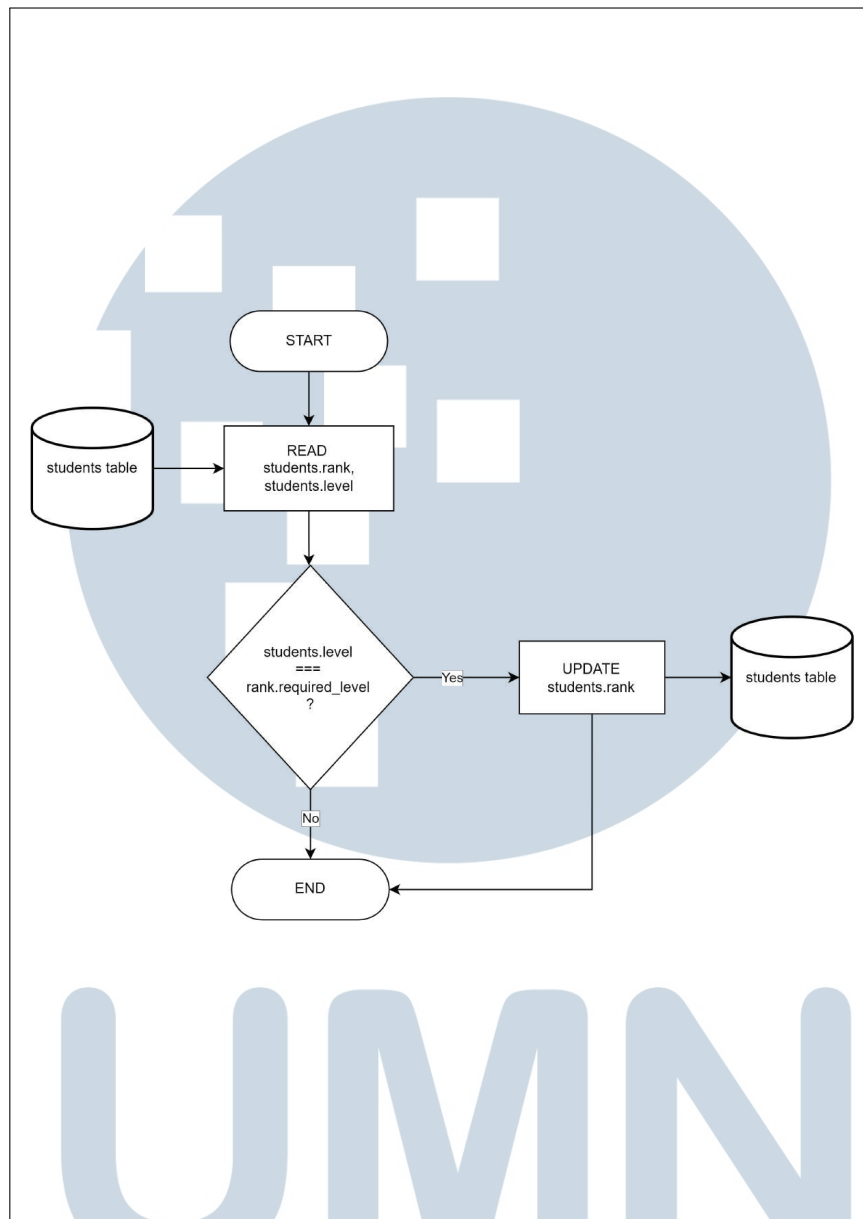 START
students table
READ
students.rank,
students.level
students.level
===
rank.required_level
?
Yes
UPDATE
students.rank
students table
No
END
UMN